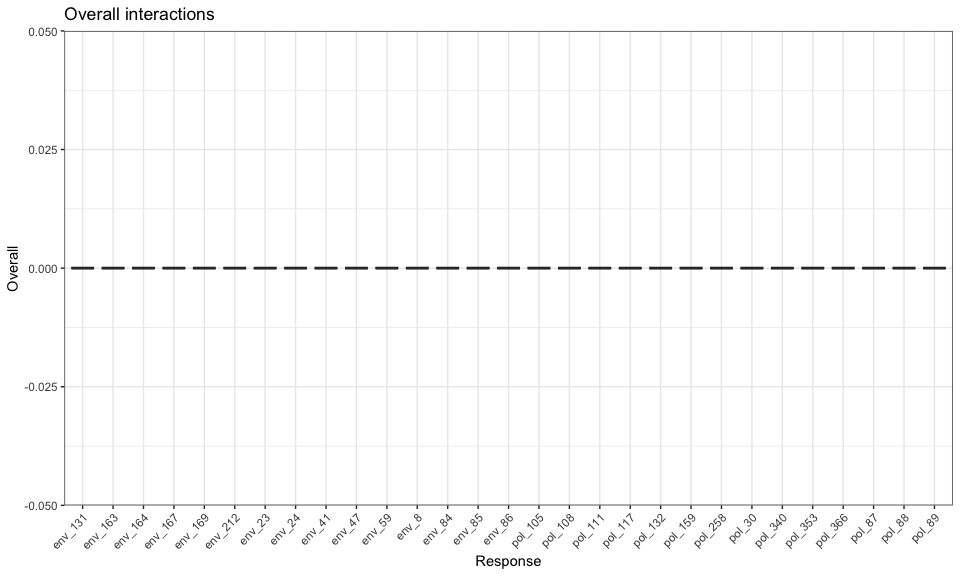 Overall interactions
0.050
0.025
0.000
-0.025
-0.050
Overall
env_131 env_163 env_164 env_167 env_169 env_212 env_23 env_24 env_41 env_47 env_59 env_8 env_84 env_85 env_86 pol_105 pol_108 pol_111 pol_117 pol_132 pol_159 pol_258 pol_30 pol_340 pol_353 pol_366 pol_87 pol_88 pol_89
Response